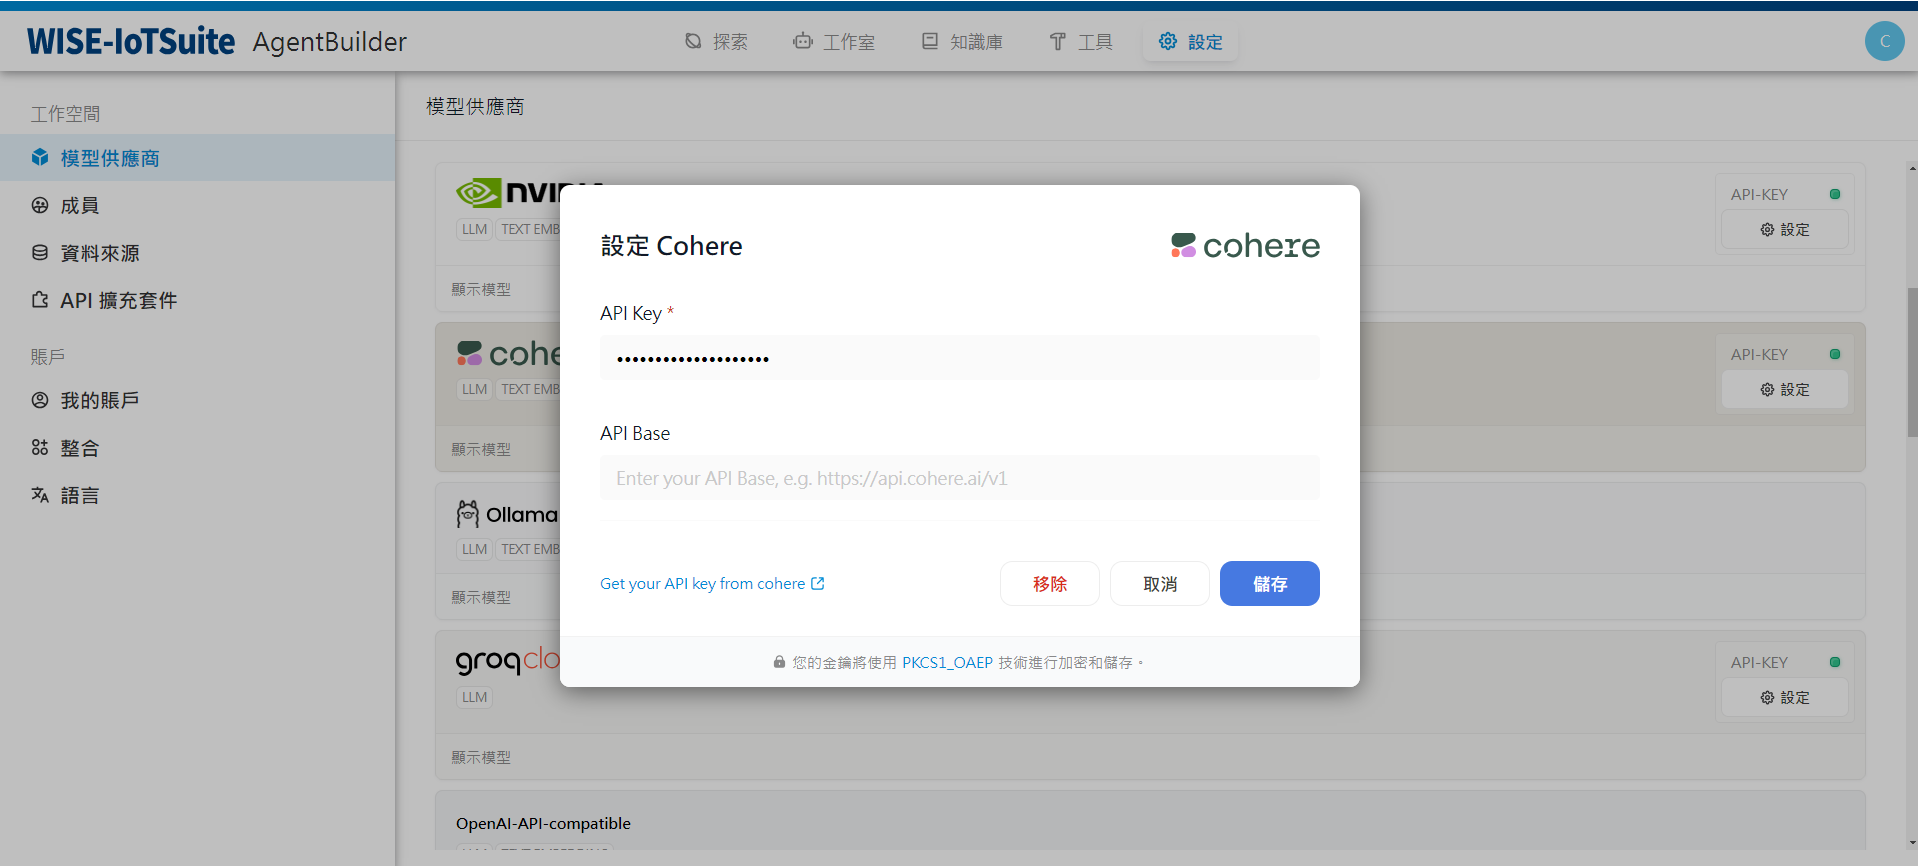 WISE-IoTSuite AgentBuilder
探索
工作室
知識庫
工具
設定
C
工作空間
模型供應商
成員
資料來源
API 擴充套件
賬戶
我的賬戶
整合
語言
模型供應商
LLM
TEXT EMB
API-KEY
設定
顯示模型
cohe
LLM
TEXT EMB
API-KEY
設定
顯示模型
Ollama
LLM
TEXT EMB
顯示模型
groqclo
LLM
API-KEY
設定
顯示模型
OpenAI-API-compatible
設定 Cohere
cohere
API Key *
••••••••••••••••••••
API Base
Enter your API Base, e.g. https://api.cohere.ai/v1
Get your API key from cohere
移除
取消
儲存
您的金鑰將使用 PKCS1_OAEP 技術進行加密和儲存。